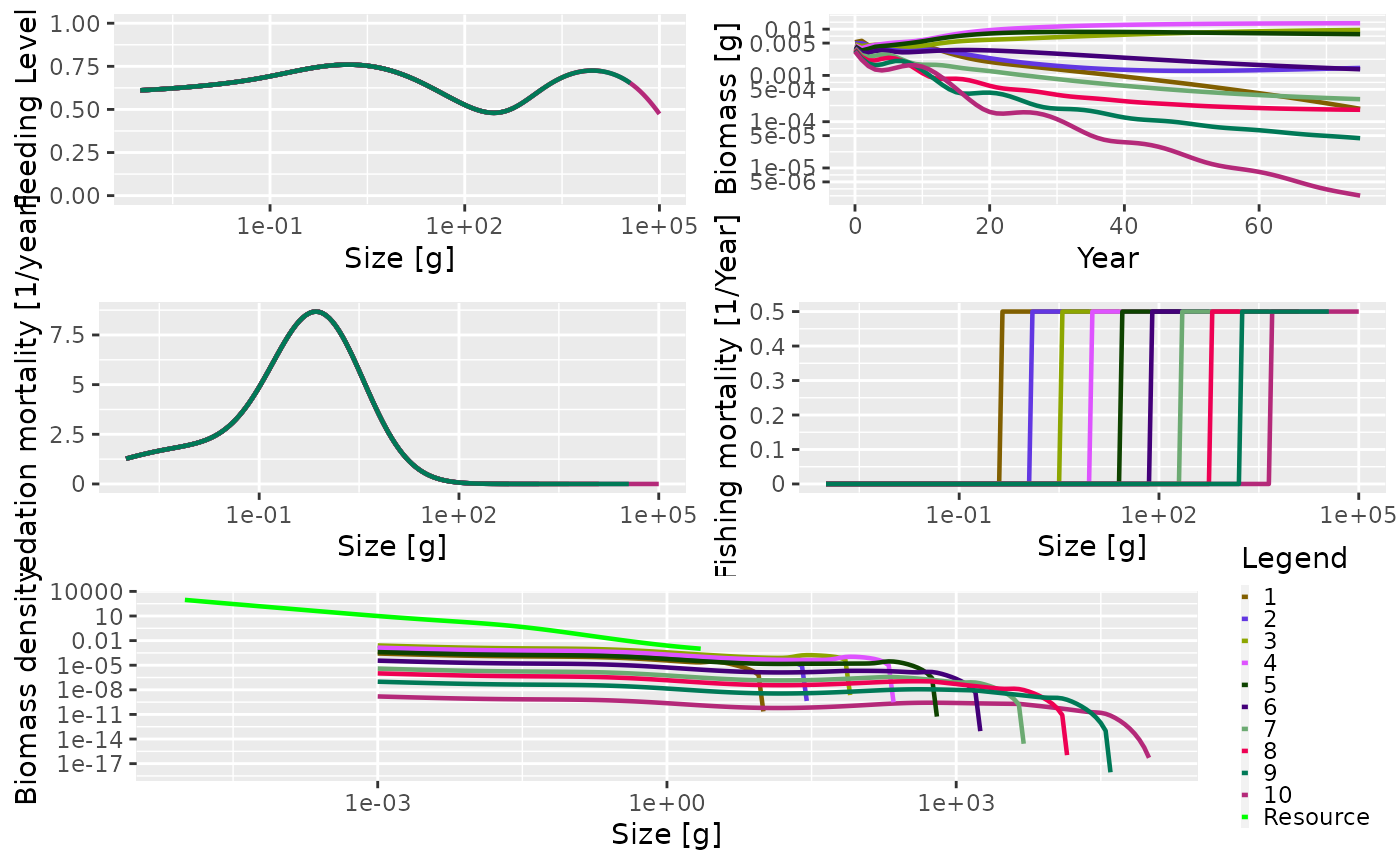 Feeding Level
1.00
0.75
0.50
0.25
0.00
1e-01
1e+02
1e+05
Size [g]
Biomass [g]
0.01
0.005
0.001
5e-04
1e-04
5e-05
1e-05
5e-06
0
20
40
60
Year
edation mortality [1/year]
7.5
5
2.5
0
1e-01
1e+02
1e+05
Size [g]
Fishing mortality [1/Year]
0.5
0.4
0.3
0.2
0.1
0
1e-01
1e+02
1e+05
Size [g]
Biomass density
10000
10
0.01
1e-05
1e-08
1e-11
1e-14
1e-17
1e-03
1e+00
1e+03
Size [g]
Legend
1
2
3
4
5
6
7
8
9
10
Resource